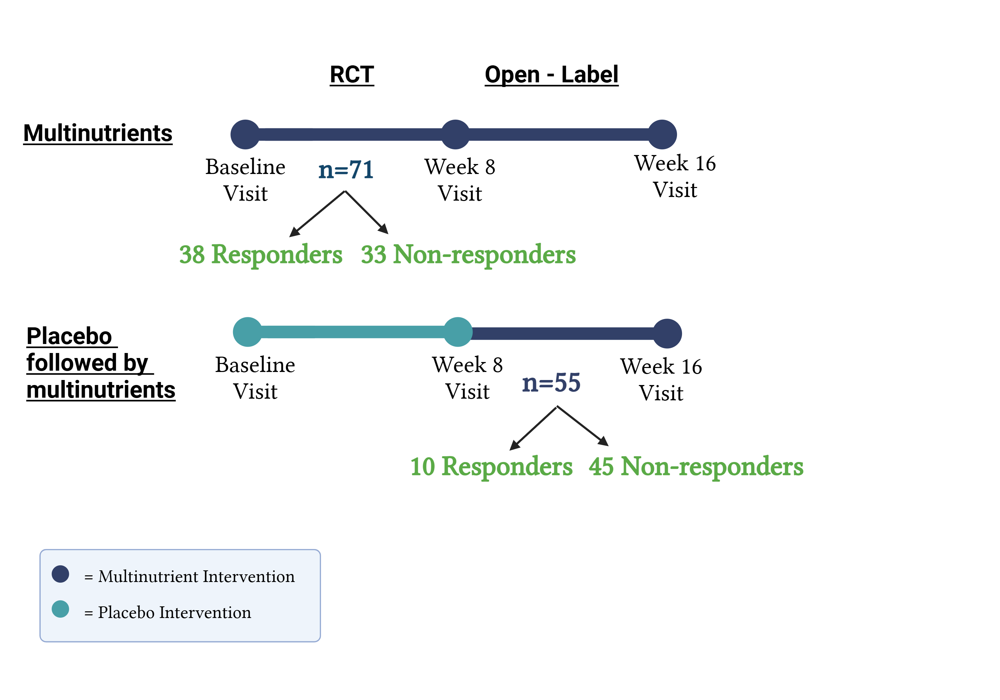 RCT
Open - Label
Multinutrients
Baseline
Visit
n=71
Week 8
Visit
Week 16
Visit
38 Responders
33 Non-responders
Placebo
followed by
multinutrients
Baseline
Visit
Week 8
Visit
n=55
Week 16
Visit
10 Responders
45 Non-responders
= Multinutrient Intervention
= Placebo Intervention